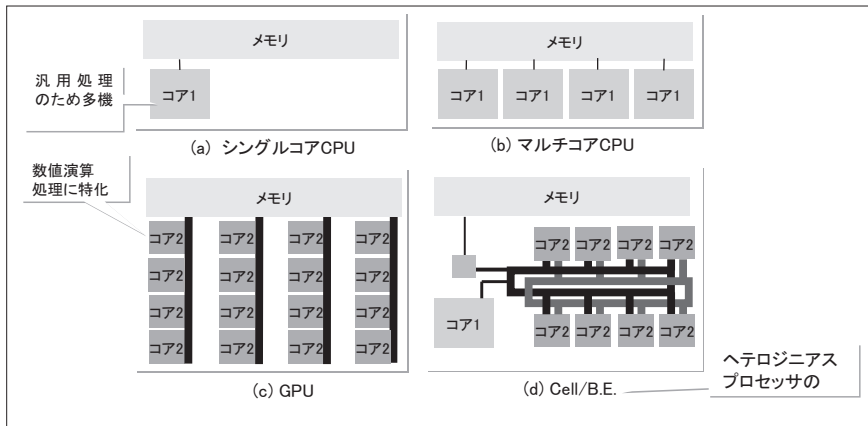 メモリ
コア1
汎用処理
のため多機
(a) シングルコアCPU
メモリ
コア1 コア1 コア1 コア1
(b) マルチコアCPU
数値演算
処理に特化
メモリ
コア2 コア2 コア2 コア2
コア2 コア2 コア2 コア2
コア2 コア2 コア2 コア2
コア2 コア2 コア2 コア2
(c) GPU
メモリ
コア2 コア2 コア2 コア2
コア1
コア2 コア2 コア2 コア2
(d) Cell/B.E.
ヘテロジニアス
プロセッサの